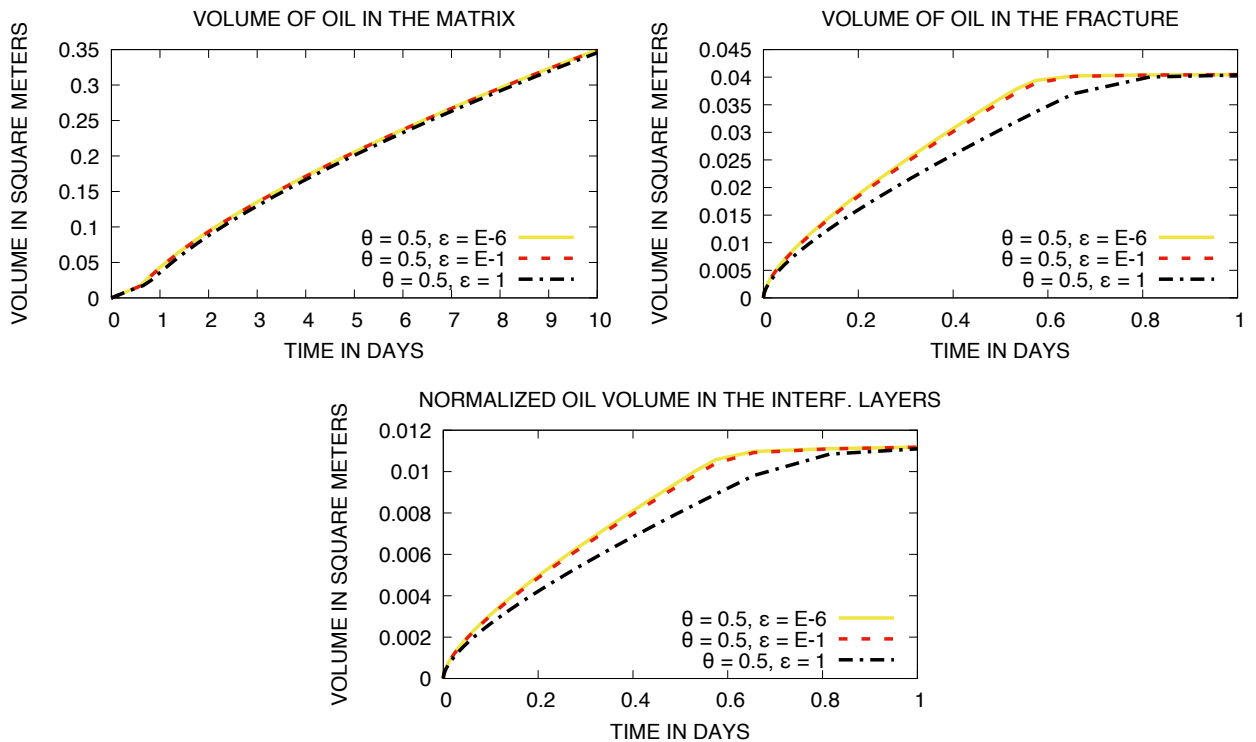 VOLUME OF OIL IN THE MATRIX
VOLUME IN SQUARE METERS
0.35
0.3
0.25
0.2
0.15
0.1
0.05
0
θ = 0.5, ε = E-6
θ = 0.5, ε = E-1
θ = 0.5, ε = 1
0 1 2 3 4 5 6 7 8 9 10
TIME IN DAYS
VOLUME OF OIL IN THE FRACTURE
VOLUME IN SQUARE METERS
0.045
0.04
0.035
0.03
0.025
0.02
0.015
0.01
0.005
0
θ = 0.5, ε = E-6
θ = 0.5, ε = E-1
θ = 0.5, ε = 1
0 0.2 0.4 0.6 0.8 1
TIME IN DAYS
NORMALIZED OIL VOLUME IN THE INTERF. LAYERS
VOLUME IN SQUARE METERS
0.012
0.01
0.008
0.006
0.004
0.002
0
θ = 0.5, ε = E-6
θ = 0.5, ε = E-1
θ = 0.5, ε = 1
0 0.2 0.4 0.6 0.8 1
TIME IN DAYS